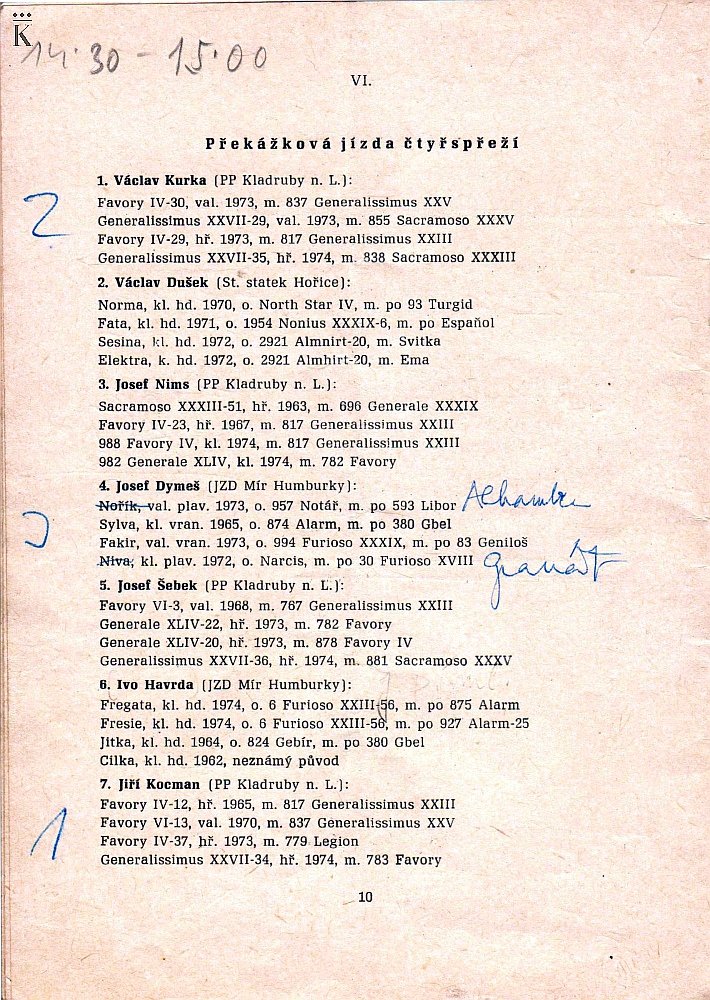 K
14.30 - 15.00
VI.
Překážková jízda čtyřspřeží
1. Václav Kurka (PP Kladruby n. L.):
Favory IV-30, val. 1973, m. 837 Generalissimus XXV
2
Generalissimus XXVII-29, val. 1973, m. 855 Sacramoso XXXV
Favory IV-29, hř. 1973, m. 817 Generalissimus XXIII
Generalissimus XXVII-35, hř. 1974, m. 838 Sacramoso XXXIII
2. Václav Dušek (St. statek Hořice):
Norma, kl. hd. 1970, o. North Star IV, m. po 93 Turgid
Fata, kl. hd. 1971, o. 1954 Nonius XXXIX-6, m. po Espaňol
Sesina, kl. hd. 1972, o. 2921 Almnirt-20, m. Svitka
Elektra, k. hd. 1972, o. 2921 Almhirt-20, m. Ema
3. Josef Nims (PP Kladruby n. L.):
Sacramoso XXXIII-51, hř. 1963, m. 696 Generale XXXIX
Favory IV-23, hř. 1967, m. 817 Generalissimus XXIII
988 Favory IV, kl. 1974, m. 817 Generalissimus XXIII
982 Generale XLIV, kl. 1974, m. 782 Favory
4. Josef Dymeš (JZD Mír Humburky):
Nořík, val. plav. 1973, o. 957 Notář, m. po 593 Libor
Sylva, kl. vran. 1965, o. 874 Alarm, m. po 380 Gbel
3
Fakir, val. vran. 1973, o. 994 Furioso XXXIX, m. po 83 Geniloš
Niva, kl. plav. 1972, o. Narcis, m. po 30 Furioso XVIII Granát
5. Josef Šebek (PP Kladruby n. L.):
Favory VI-3, val. 1968, m. 767 Generalissimus XXIII
Generale XLIV-22, hř. 1973, m. 782 Favory
Generale XLIV-20, hř. 1973, m. 878 Favory IV
Generalissimus XXVII-36, hř. 1974, m. 881 Sacramoso XXXV
6. Ivo Havrda (JZD Mír Humburky):
Fregata, kl. hd. 1974, o. 6 Furioso XXIII-56, m. po 875 Alarm
Fresie, kl. hd. 1974, o. 6 Furioso XXIII-56, m. po 927 Alarm-25
Jitka, kl. hd. 1964, o. 824 Gebír, m. po 380 Gbel
Cilka, kl. hd. 1962, neznámý původ
7. Jiří Kocman (PP Kladruby n. L.):
Favory IV-12, hř. 1965, m. 817 Generalissimus XXIII
1
Favory VI-13, val. 1970, m. 837 Generalissimus XXV
Favory IV-37, hř. 1973, m. 779 Legion
Generalissimus XXVII-34, hř. 1974, m. 783 Favory
10